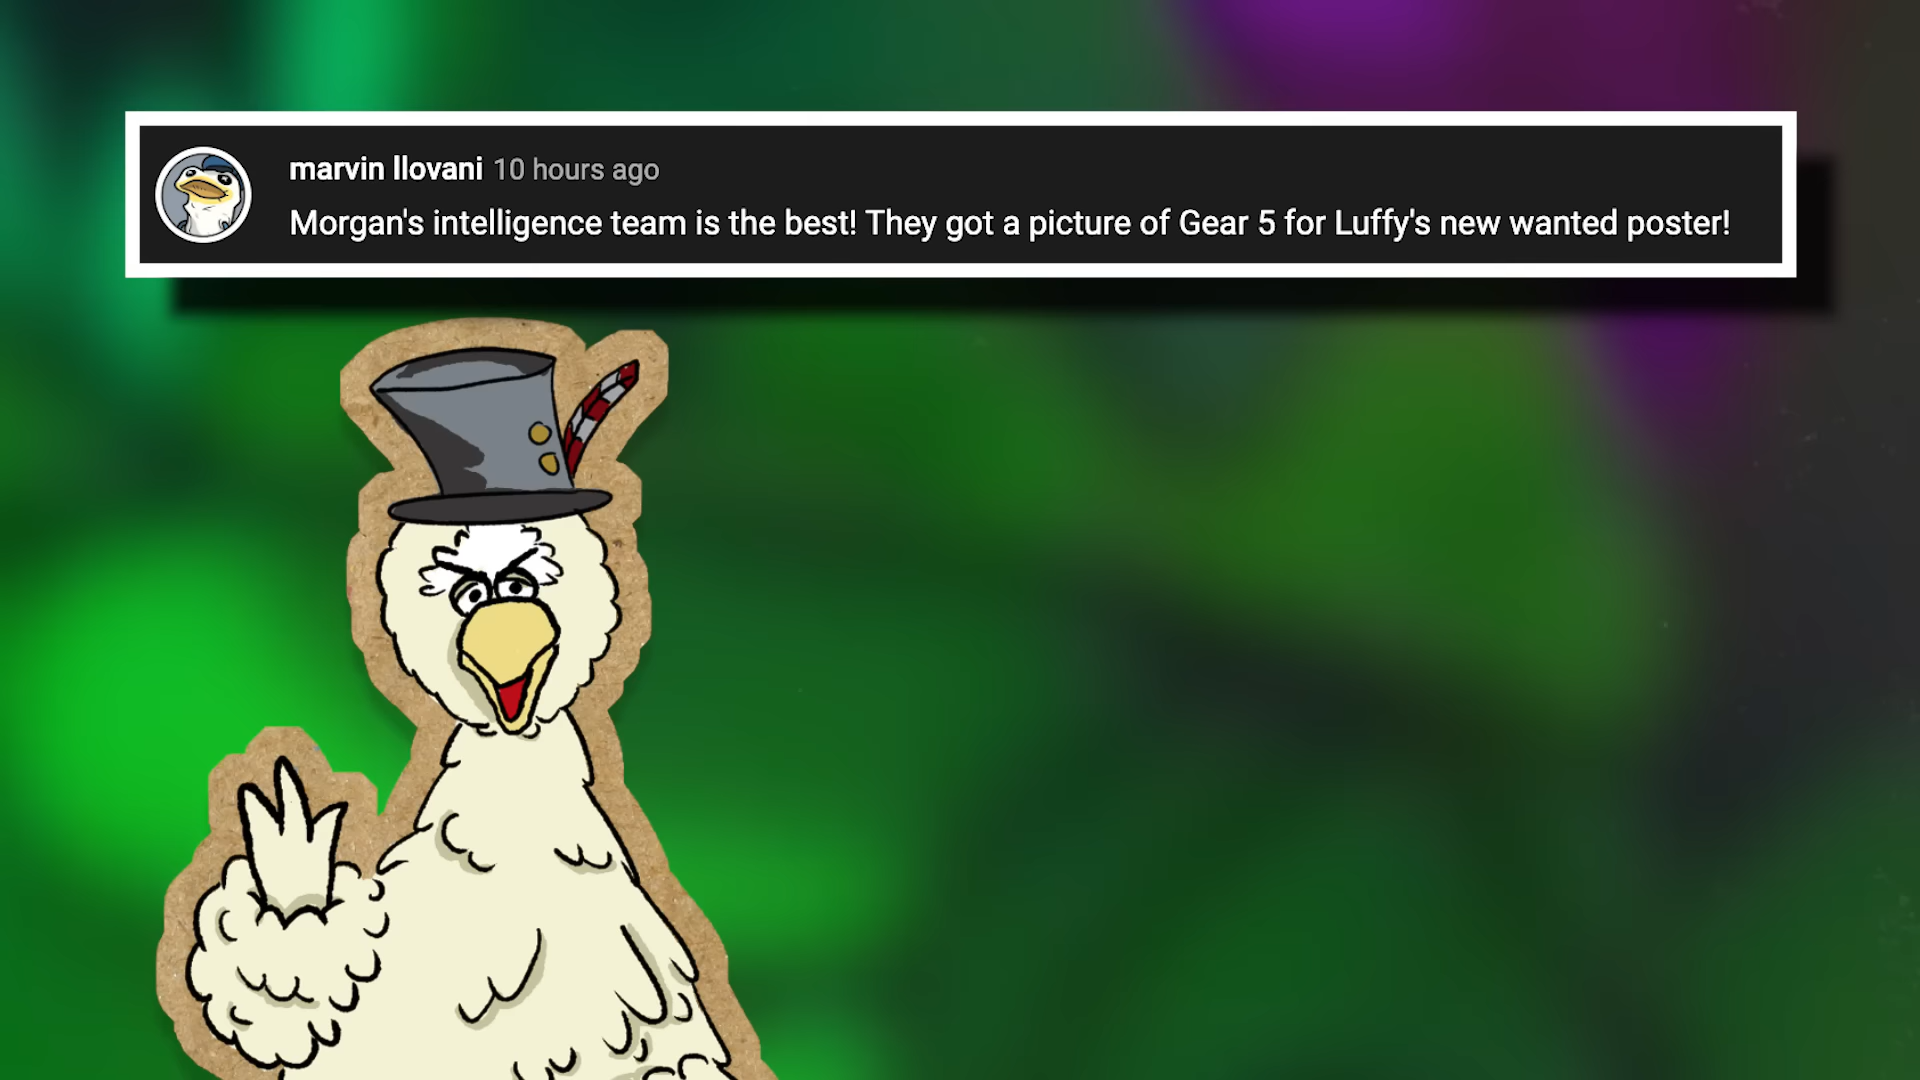 marvin llovani 10 hours ago
Morgan's intelligence team is the best! They got a picture of Gear 5 for Luffy's new wanted poster!